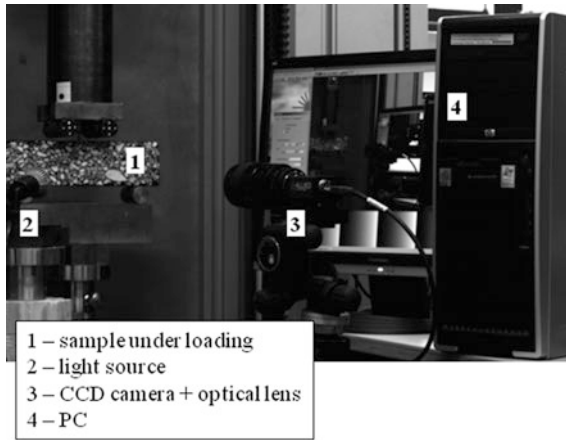 4
1
2
3
1 – sample under loading
2 – light source
3 – CCD camera + optical lens
4 – PC